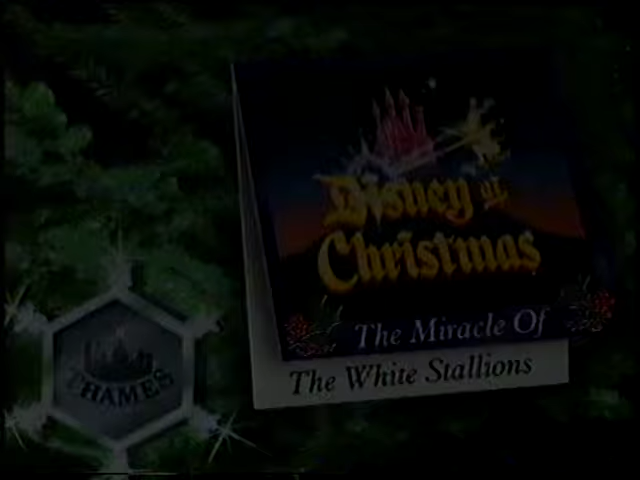 Disney at
Christmas
The Miracle Of
The White Stallions
THAMES